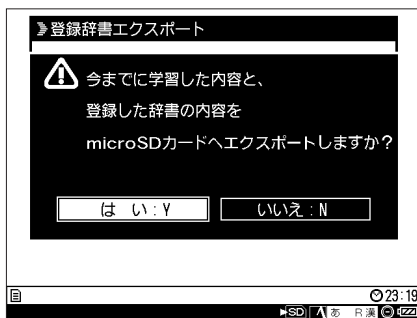 登録辞書エクスポート
今までに学習した内容と、
登録した辞書の内容を
microSDカードへエクスポートしますか?
は い:Y
いいえ:N
23:19
SD あ R漢